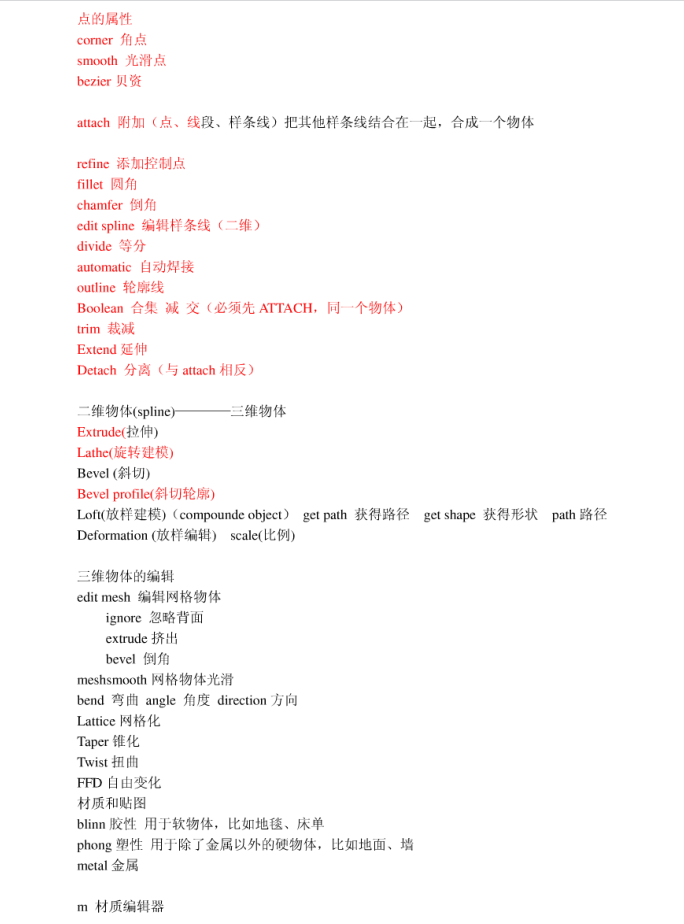 点的属性
corner 角点
smooth 光滑点
bezier 贝资
attach 附加（点、线段、样条线）把其他样条线结合在一起，合成一个物体
refine 添加控制点
fillet 圆角
chamfer 倒角
edit spline 编辑样条线（二维）
divide 等分
automatic 自动焊接
outline 轮廓线
Boolean 合集 减 交（必须先 ATTACH，同一个物体）
trim 裁减
Extend 延伸
Detach 分离（与 attach 相反）
二维物体(spline)————三维物体
Extrude(拉伸)
Lathe(旋转建模)
Bevel (斜切)
Bevel profile(斜切轮廓)
Loft(放样建模)（compounde object） get path 获得路径 get shape 获得形状 path 路径
Deformation (放样编辑) scale(比例)
三维物体的编辑
edit mesh 编辑网格物体
ignore 忽略背面
extrude 挤出
bevel 倒角
meshsmooth 网格物体光滑
bend 弯曲 angle 角度 direction 方向
Lattice 网格化
Taper 锥化
Twist 扭曲
FFD 自由变化
材质和贴图
blinn 胶性 用于软物体，比如地毯、床单
phong 塑性 用于除了金属以外的硬物体，比如地面、墙
metal 金属
m 材质编辑器